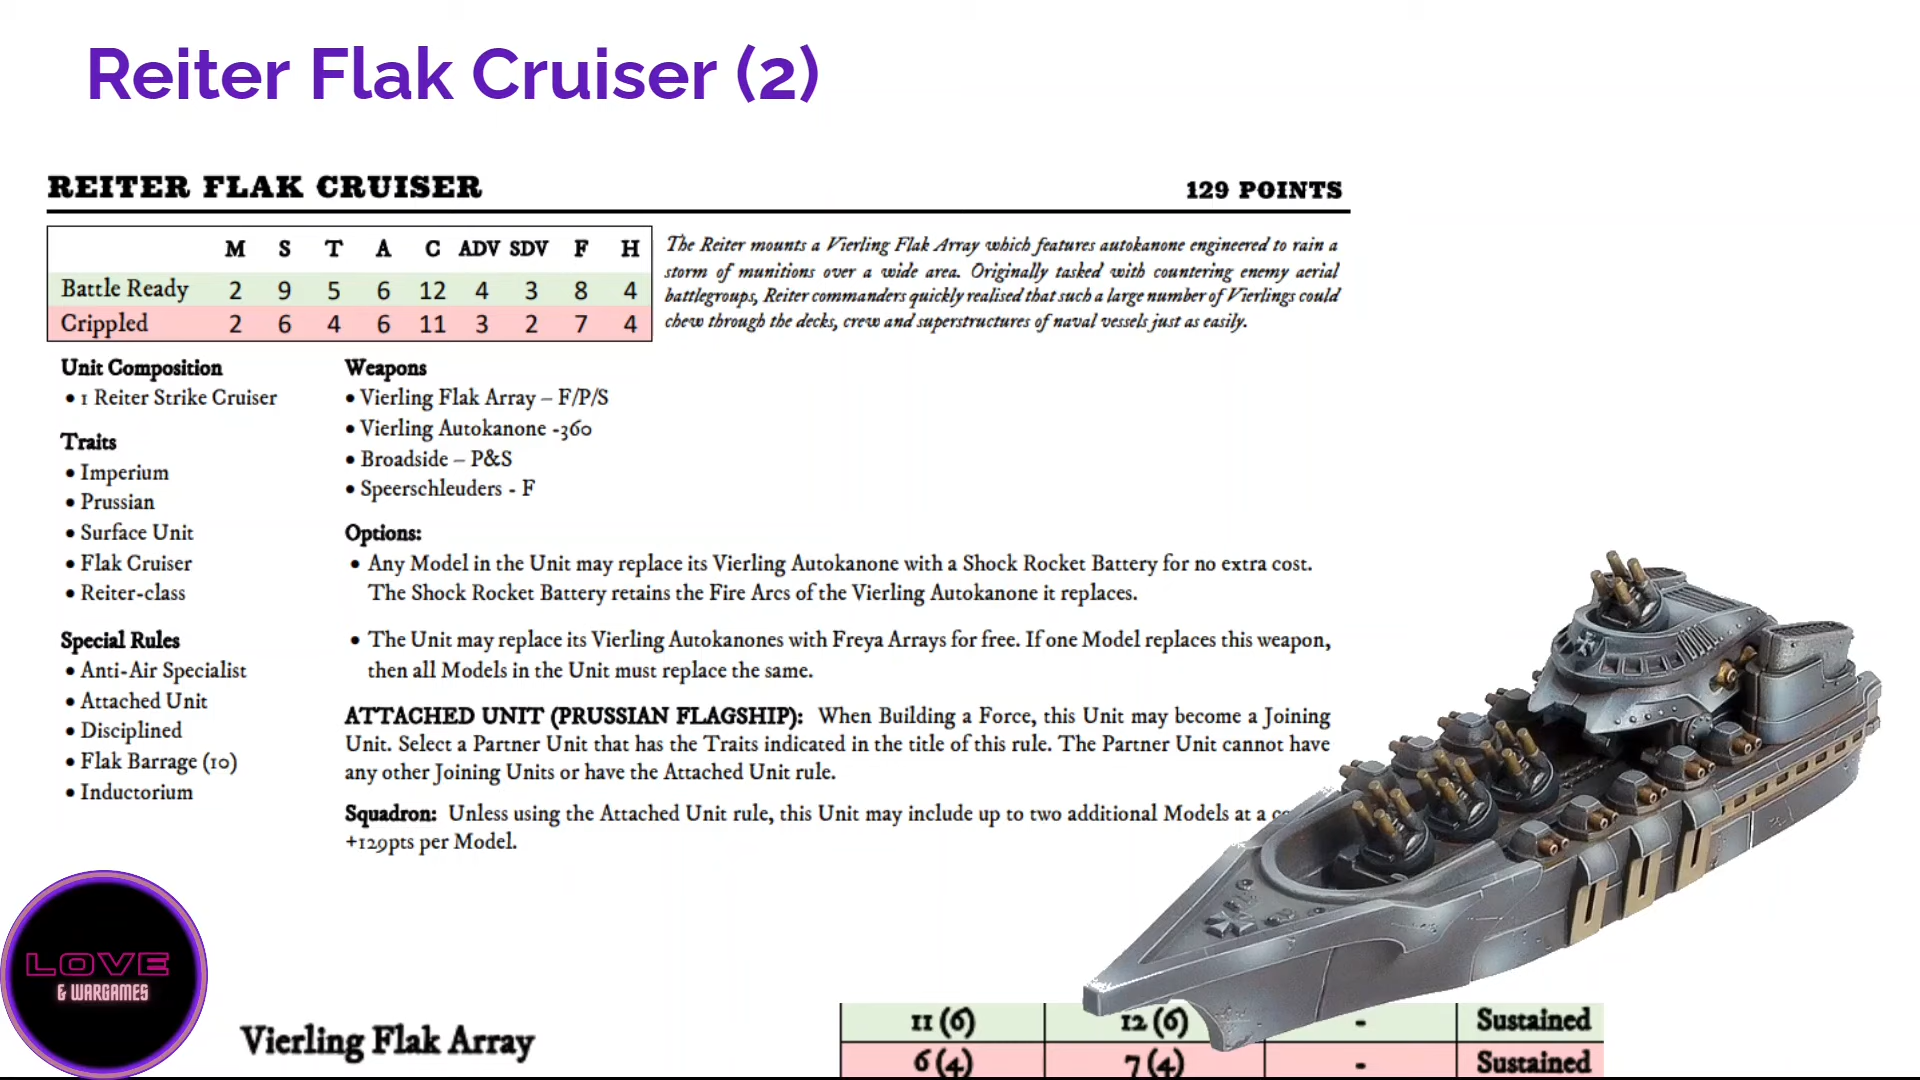 Reiter Flak Cruiser (2)
REITER FLAK CRUISER
129 POINTS
M S T A C ADV SDV F H
Battle Ready 2 9 5 6 12 4 3 8 4
Crippled 2 6 4 6 11 3 2 7 4
The Reiter mounts a Vierling Flak Array which features autokanone engineered to rain a
storm of munitions over a wide area. Originally tasked with countering enemy aerial
battlegroups, Reiter commanders quickly realised that such a large number of Vierlings could
chew through the decks, crew and superstructures of naval vessels just as easily.
Unit Composition
• 1 Reiter Strike Cruiser
Traits
• Imperium
• Prussian
• Surface Unit
• Flak Cruiser
• Reiter-class
Special Rules
• Anti-Air Specialist
• Attached Unit
• Disciplined
• Flak Barrage (10)
• Inductorium
Weapons
• Vierling Flak Array – F/P/S
• Vierling Autokanone -360
• Broadside – P&S
• Speerschleuders - F
Options:
• Any Model in the Unit may replace its Vierling Autokanone with a Shock Rocket Battery for no extra cost.
The Shock Rocket Battery retains the Fire Arcs of the Vierling Autokanone it replaces.
• The Unit may replace its Vierling Autokanones with Freya Arrays for free. If one Model replaces this weapon,
then all Models in the Unit must replace the same.
ATTACHED UNIT (PRUSSIAN FLAGSHIP): When Building a Force, this Unit may become a Joining
Unit. Select a Partner Unit that has the Traits indicated in the title of this rule. The Partner Unit cannot have
any other Joining Units or have the Attached Unit rule.
Squadron: Unless using the Attached Unit rule, this Unit may include up to two additional Models at a
+129pts per Model.
LOVE
& WARGAMES
Vierling Flak Array
11 (6) 12 (6) - Sustained
6 (4) 7 (4) - Sustained